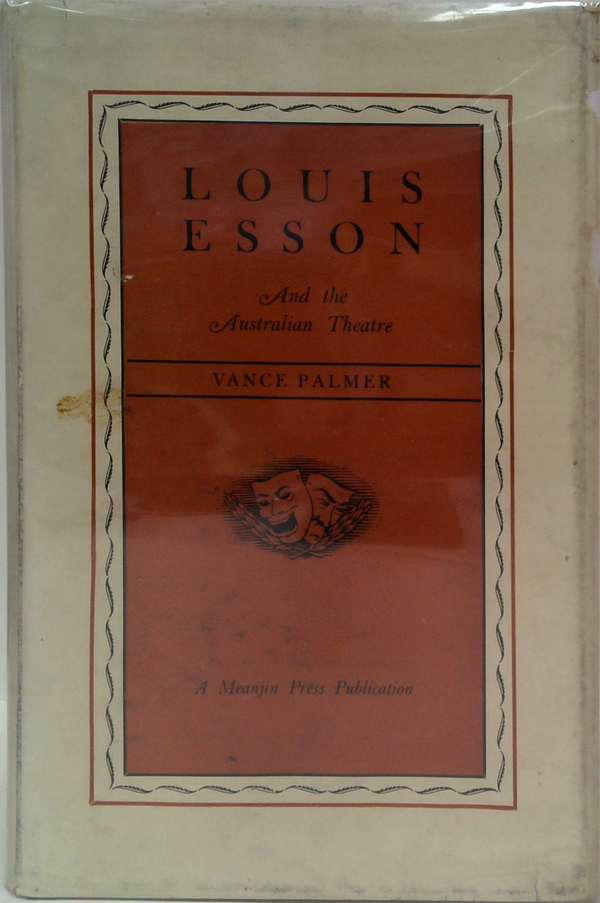 LOUIS
ESSON
And the
Australian Theatre
VANCE PALMER
A Meanjin Press Publication